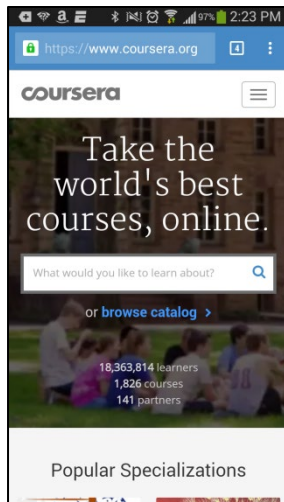 a 97% 2:23 PM
https://www.coursera.org 4
coursera
Take the
world's best
courses, online.
What would you like to learn about?
or browse catalog >
18,363,814 learners
1,826 courses
141 partners
Popular Specializations